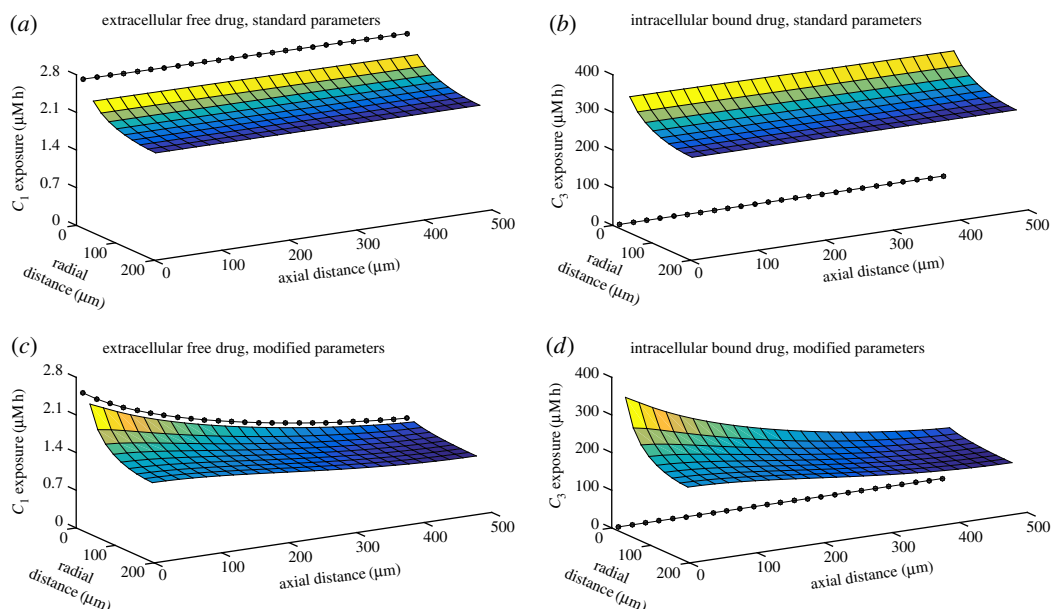 (a)
extracellular free drug, standard parameters
2.8
2.1
1.4
0.7
0
C1 exposure (µM h)
0
100
200
radial
distance (µm)
0
100
200
300
400
500
axial distance (µm)
(b)
intracellular bound drug, standard parameters
400
300
200
100
0
C3 exposure (µM h)
0
100
200
radial
distance (µm)
0
100
200
300
400
500
axial distance (µm)
(c)
extracellular free drug, modified parameters
2.8
2.1
1.4
0.7
0
C1 exposure (µM h)
0
100
200
radial
distance (µm)
0
100
200
300
400
500
axial distance (µm)
(d)
intracellular bound drug, modified parameters
400
300
200
100
0
C3 exposure (µM h)
0
100
200
radial
distance (µm)
0
100
200
300
400
500
axial distance (µm)